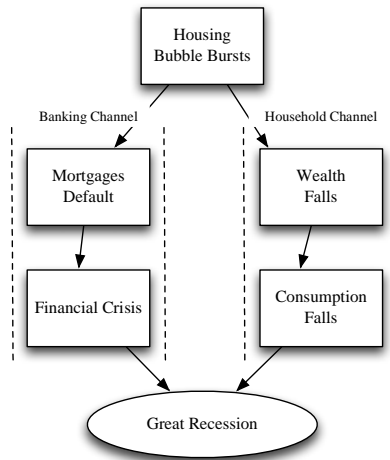 Housing
Bubble Bursts
Banking Channel
Household Channel
Mortgages
Default
Wealth
Falls
Financial Crisis
Consumption
Falls
Great Recession